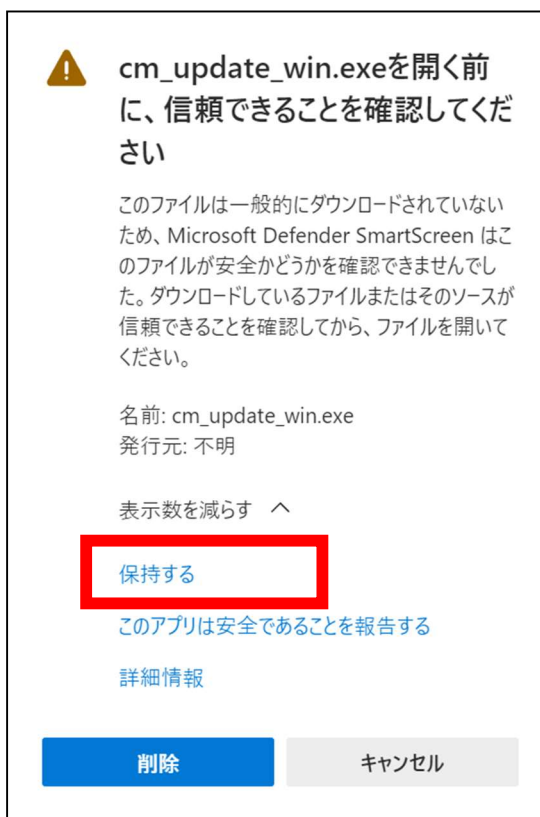 cm_update_win.exeを開く前
に、信頼できることを確認してくだ
さい
このファイルは一般的にダウンロードされていない
ため、Microsoft Defender SmartScreen はこ
のファイルが安全かどうかを確認できませんでし
た。ダウンロードしているファイルまたはそのソースが
信頼できることを確認してから、ファイルを開いて
ください。
名前: cm_update_win.exe
発行元: 不明
表示数を減らす
保持する
このアプリは安全であることを報告する
詳細情報
削除
キャンセル